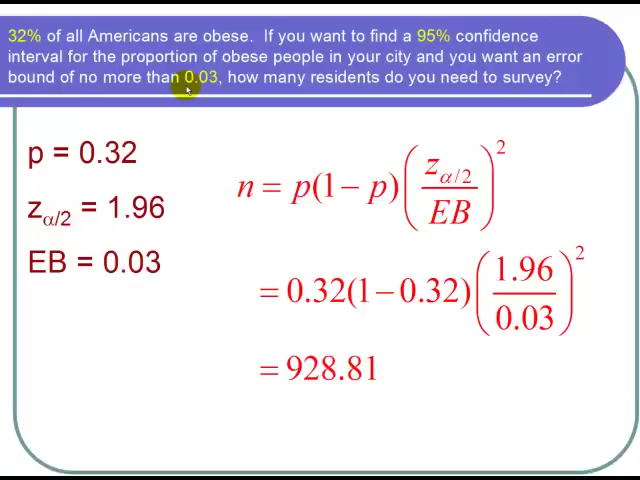 32% of all Americans are obese.  If you want to find a 95% confidence
interval for the proportion of obese people in your city and you want an error
bound of no more than 0.03, how many residents do you need to survey?
p = 0.32
zα/2 = 1.96
EB = 0.03
n = p(1 − p)(zα/2 / EB)²
= 0.32(1 − 0.32)(1.96 / 0.03)²
= 928.81